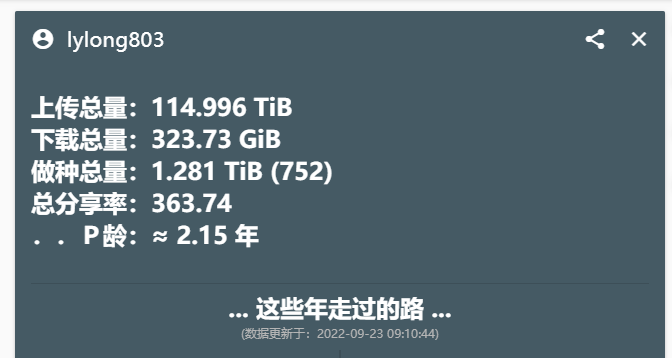 lylong803
上传总量：114.996 TiB
下载总量：323.73 GiB
做种总量：1.281 TiB (752)
总分享率：363.74
．．P龄：≈ 2.15 年
... 这些年走过的路 ...
(数据更新于：2022-09-23 09:10:44)